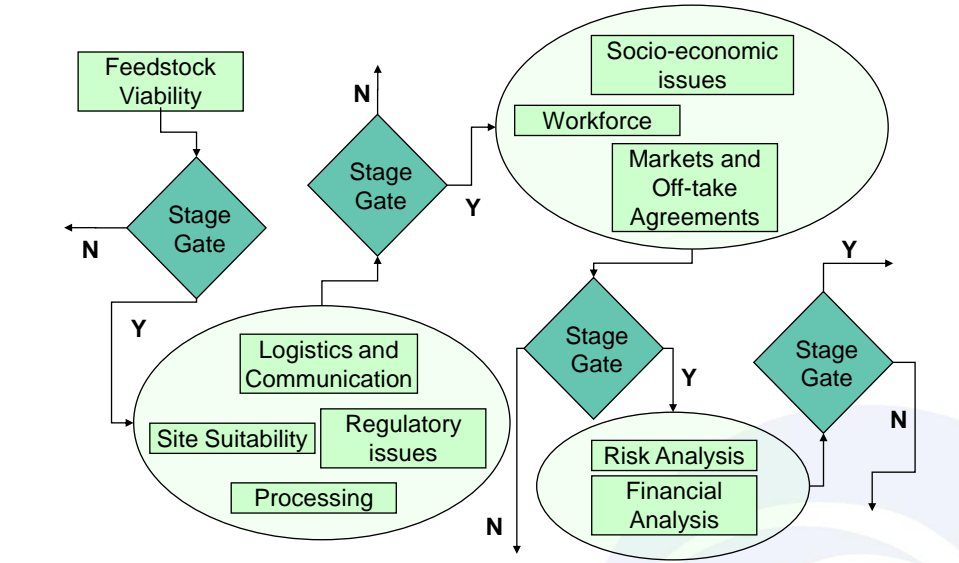 Feedstock
Viability
Stage
Gate
N
Y
Logistics and
Communication
Site Suitability
Regulatory
issues
Processing
Stage
Gate
N
Y
Socio-economic
issues
Workforce
Markets and
Off-take
Agreements
Stage
Gate
N
Y
Risk Analysis
Financial
Analysis
Stage
Gate
Y
N